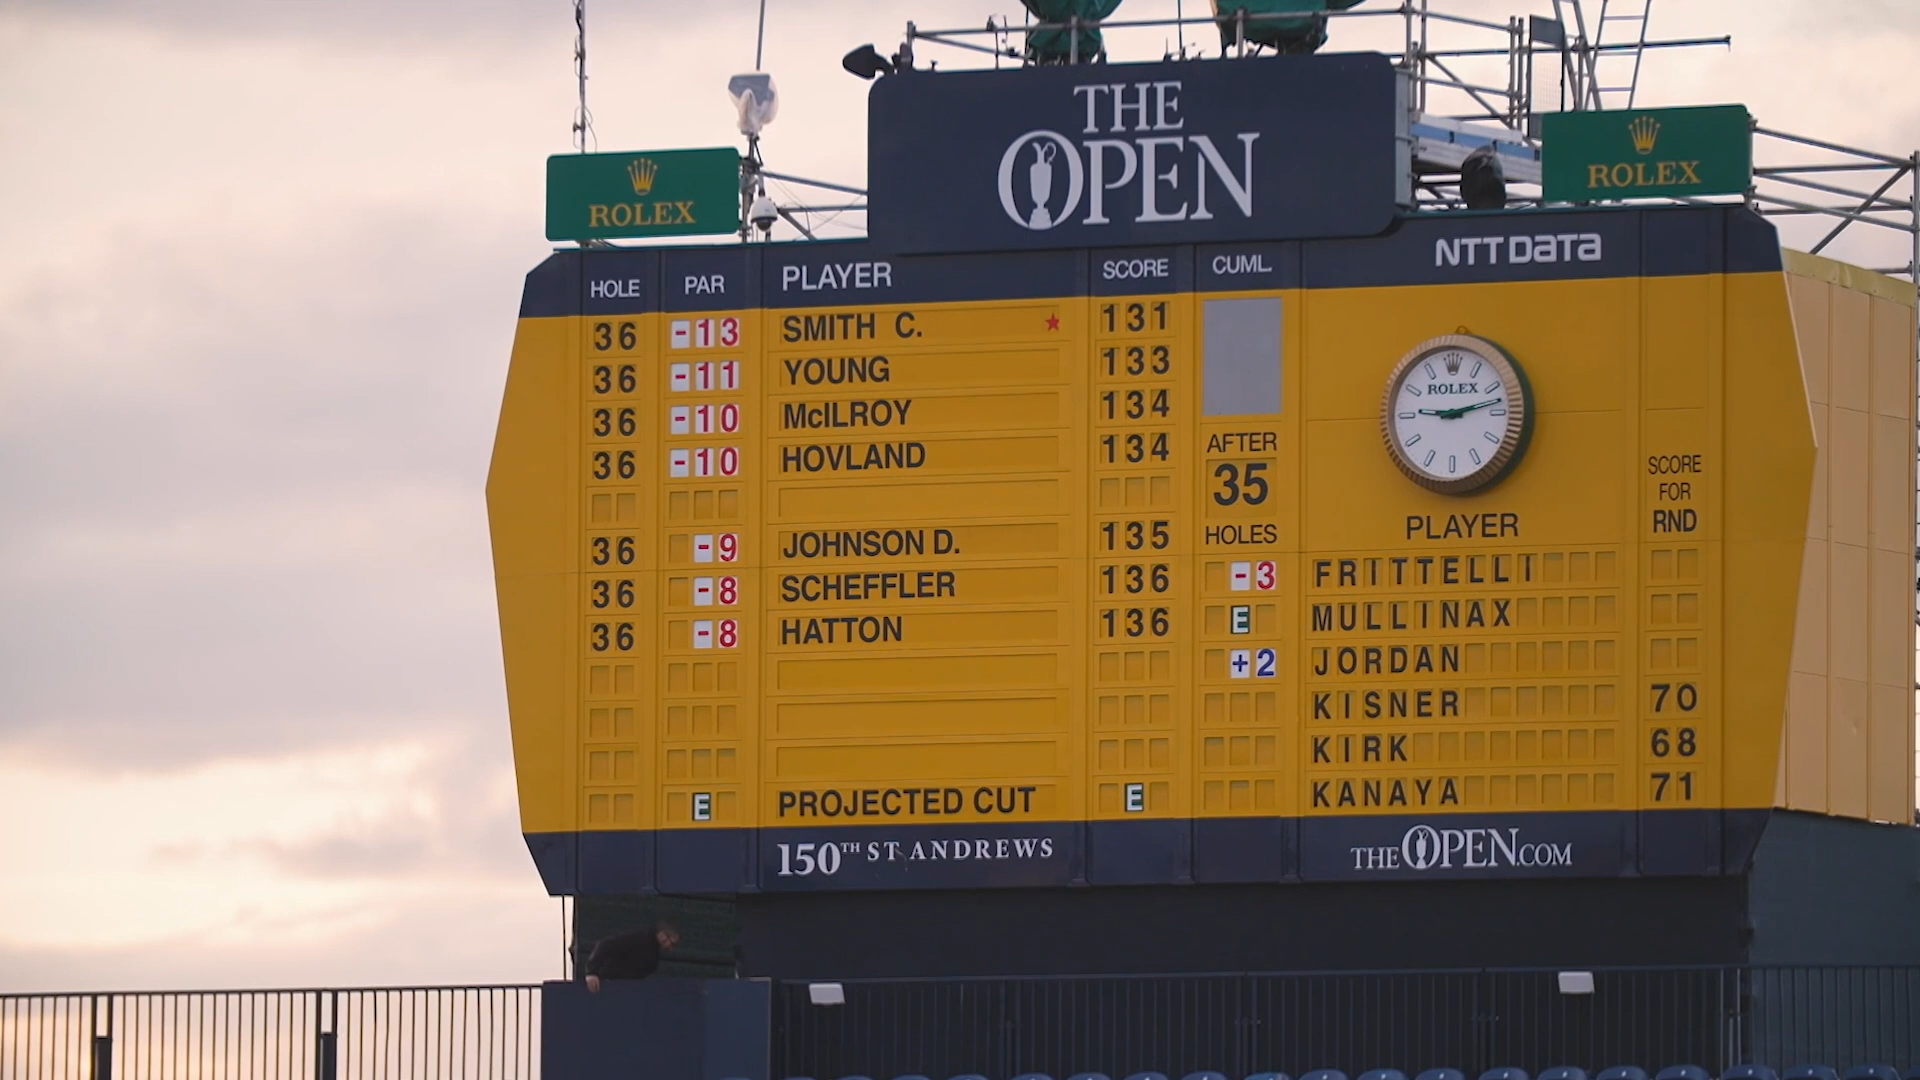 THE
OPEN
ROLEX
ROLEX
NTT DATA
HOLE PAR PLAYER SCORE CUML.
36 -13 SMITH C. 131
36 -11 YOUNG 133
36 -10 McILROY 134
36 -10 HOVLAND 134
36 -9 JOHNSON D. 135
36 -8 SCHEFFLER 136
36 -8 HATTON 136
E PROJECTED CUT E
AFTER
35
HOLES
ROLEX
PLAYER
SCORE
FOR
RND
-3 FRITTELLI
E MULLINAX
+2 JORDAN
KISNER 70
KIRK 68
KANAYA 71
150TH ST ANDREWS
THEOPEN.COM